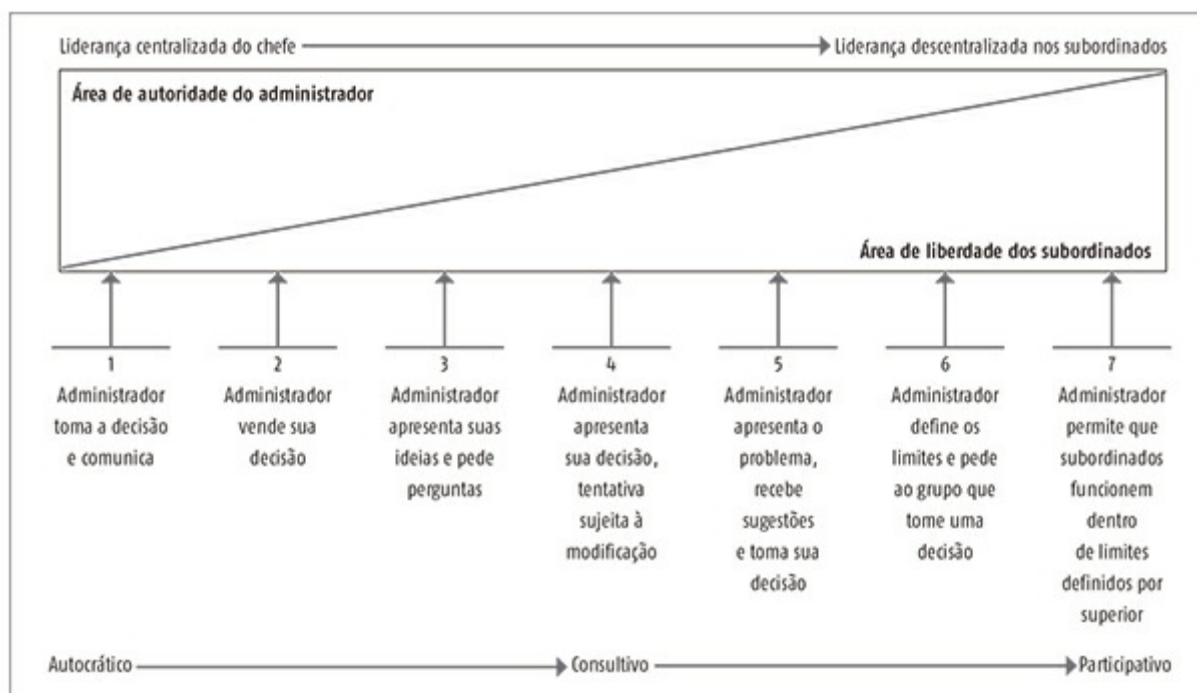 Liderança centralizada do chefe
Liderança descentralizada nos subordinados
Área de autoridade do administrador
Área de liberdade dos subordinados
1
Administrador
toma a decisão
e comunica
2
Administrador
vende sua
decisão
3
Administrador
apresenta suas
ideias e pede
perguntas
4
Administrador
apresenta
sua decisão,
tentativa
sujeita à
modificação
5
Administrador
apresenta o
problema,
recebe
sugestões
e toma sua
decisão
6
Administrador
define os
limites e pede
ao grupo que
tome uma
decisão
7
Administrador
permite que
subordinados
funcionem
dentro
de limites
definidos por
superior
Autocrático
Consultivo
Participativo